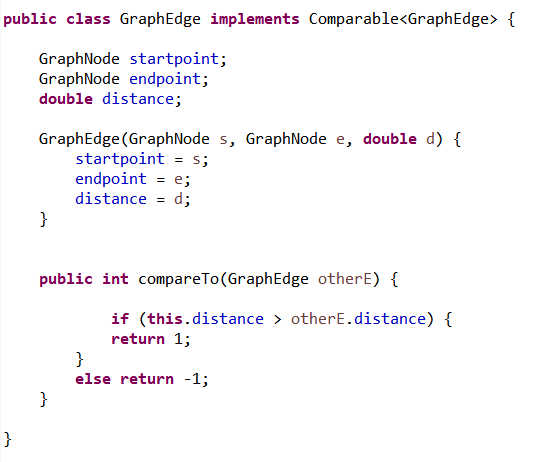 public class GraphEdge implements Comparable<GraphEdge> {
GraphNode startpoint;
GraphNode endpoint;
double distance;
GraphEdge(GraphNode s, GraphNode e, double d) {
startpoint = s;
endpoint = e;
distance = d;
}
public int compareTo(GraphEdge otherE) {
if (this.distance > otherE.distance) {
return 1;
}
else return -1;
}
}